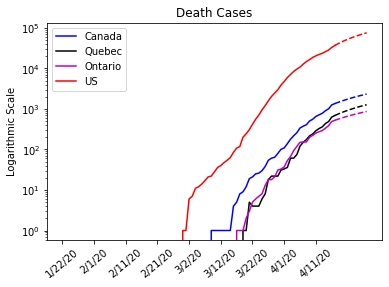 Death Cases
Canada
Quebec
Ontario
US
Logarithmic Scale
10^5
10^4
10^3
10^2
10^1
10^0
1/22/20
2/1/20
2/11/20
2/21/20
3/2/20
3/12/20
3/22/20
4/1/20
4/11/20